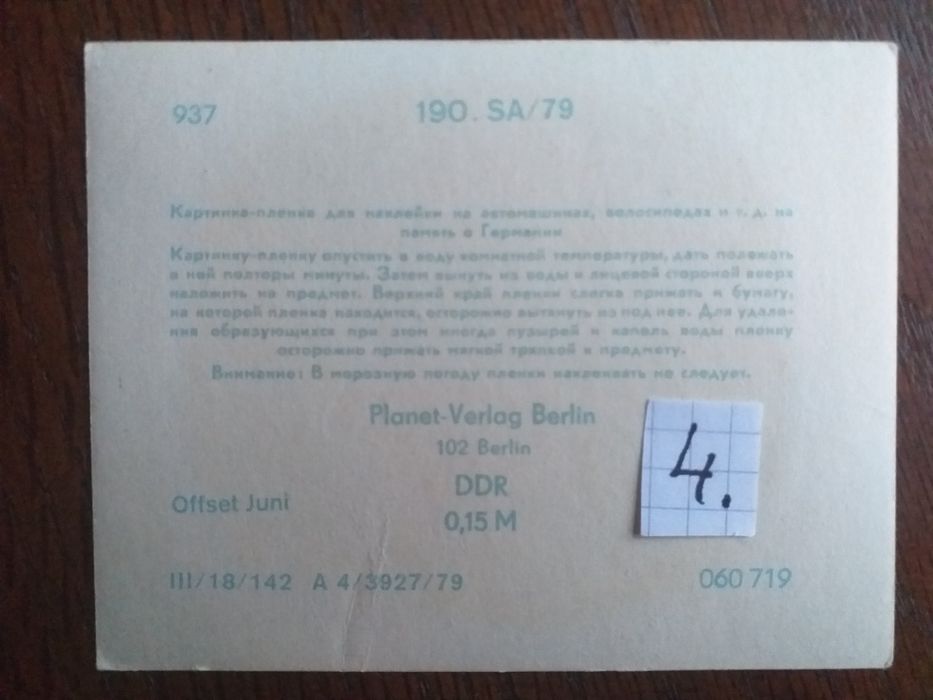 937 190. SA/79
Картинка-пленка для наклейки на автомашинах, велосипедах и т. д. на
память о Германии
Картинку-пленку опустить в воду комнатной температуры, дать полежать
в ней полторы минуты. Затем вынуть из воды и лицевой стороной вверх
наложить на предмет. Верхний край пленки слегка прижать и бумагу,
на которой пленка находится, осторожно вытянуть из под нее. Для удале-
ния образующихся при этом иногда пузырей и капель воды пленку
осторожно прижать мягкой тряпкой к предмету.
Внимание: В морозную погоду пленки наклеивать не следует.
Planet-Verlag Berlin
102 Berlin
DDR
0,15 M
4.
Offset Juni
III/18/142 A 4/3927/79 060 719